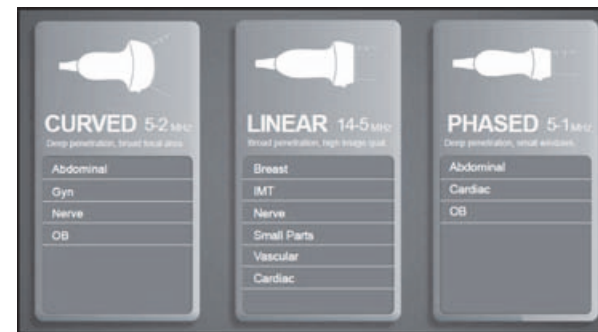 CURVED 5-2 MHz
Deep penetration, broad focal area.
Abdominal
Gyn
Nerve
OB
LINEAR 14-5 MHz
Broad penetration, high image qual.
Breast
IMT
Nerve
Small Parts
Vascular
Cardiac
PHASED 5-1 MHz
Deep penetration, small windows.
Abdominal
Cardiac
OB